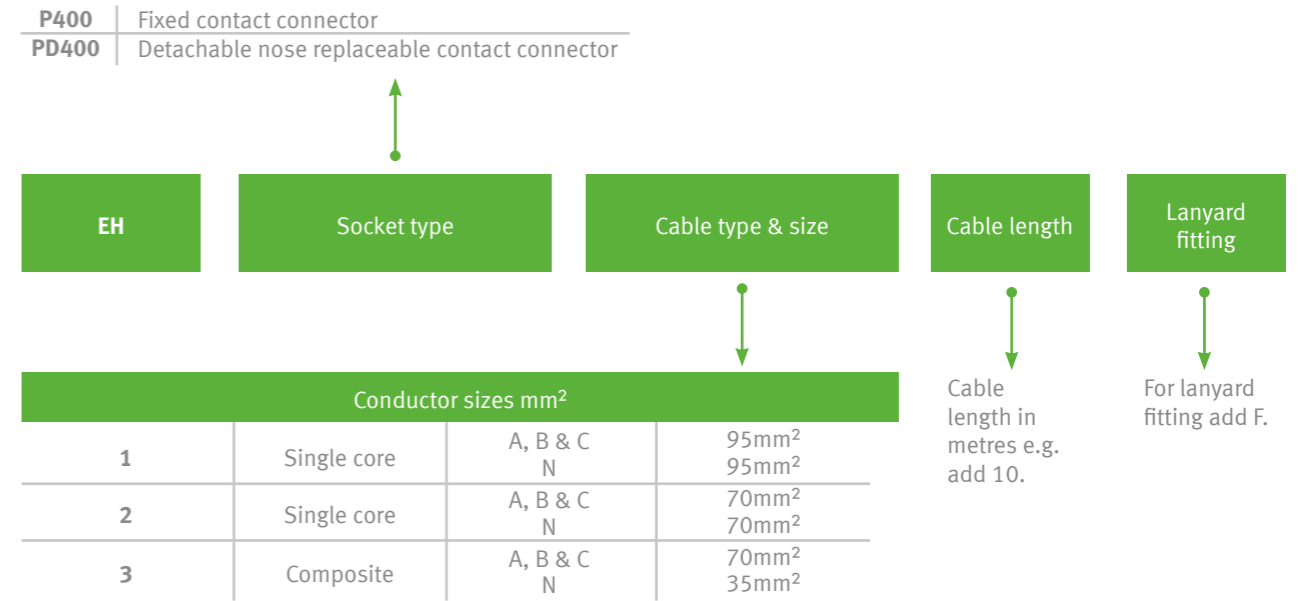 P400 Fixed contact connector
PD400 Detachable nose replaceable contact connector
EH
Socket type
Cable type & size
Cable length
Lanyard
fitting
Conductor sizes mm²
1 Single core A, B & C 95mm²
N 95mm²
2 Single core A, B & C 70mm²
N 70mm²
3 Composite A, B & C 70mm²
N 35mm²
Cable
length in
metres e.g.
add 10.
For lanyard
fitting add F.